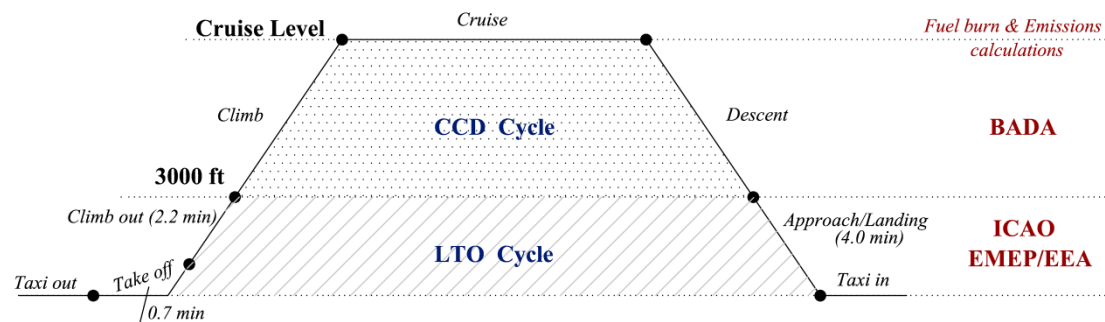 Cruise
Cruise Level
Fuel burn & Emissions
calculations
Climb
CCD Cycle
Descent
BADA
3000 ft
Climb out (2.2 min)
Approach/Landing
(4.0 min)
ICAO
EMEP/EEA
LTO Cycle
Taxi out
Take off
Taxi in
0.7 min